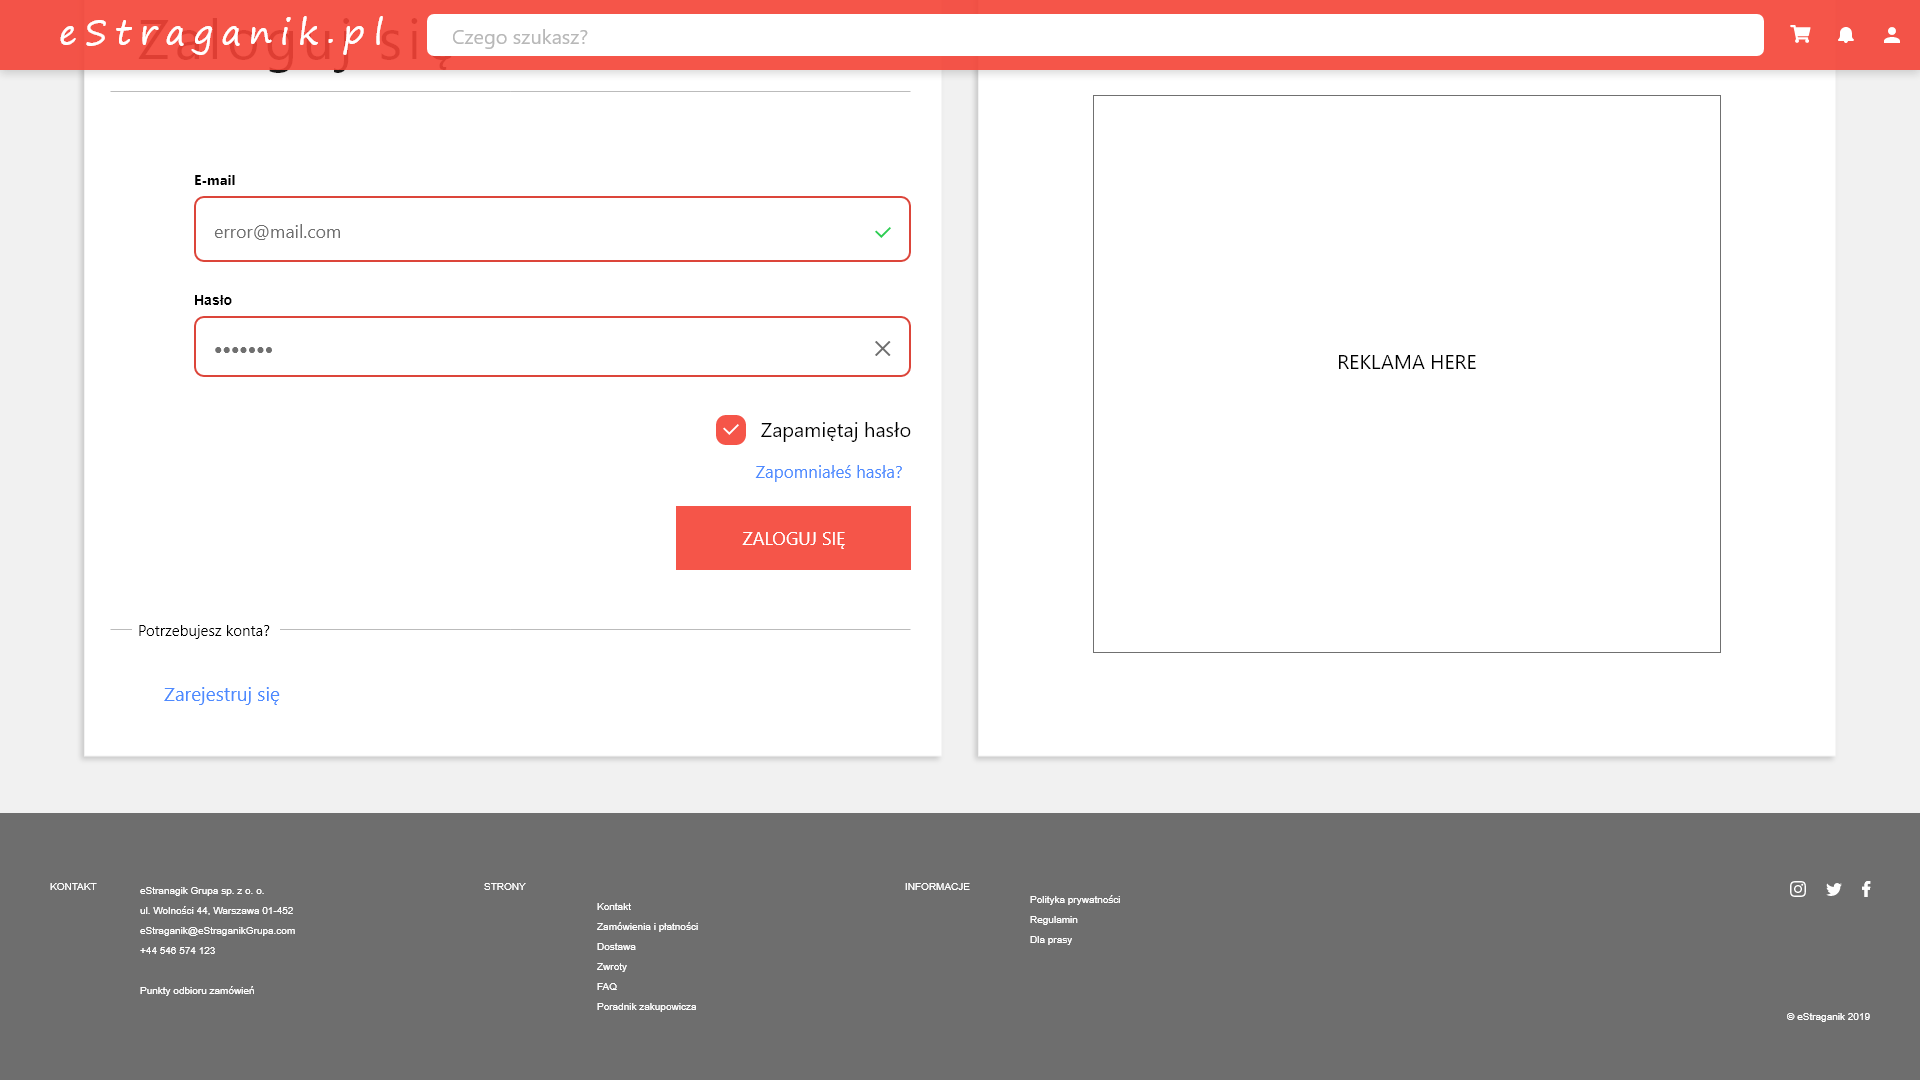 eStraganik.pl
Czego szukasz?
Zaloguj się
E-mail
error@mail.com
Hasło
•••••••
Zapamiętaj hasło
Zapomniałeś hasła?
ZALOGUJ SIĘ
Potrzebujesz konta?
Zarejestruj się
REKLAMA HERE
KONTAKT
eStranagik Grupa sp. z o. o.
ul. Wolności 44, Warszawa 01-452
eStraganik@eStraganikGrupa.com
+44 546 574 123
Punkty odbioru zamówień
STRONY
Kontakt
Zamówienia i płatności
Dostawa
Zwroty
FAQ
Poradnik zakupowicza
INFORMACJE
Polityka prywatności
Regulamin
Dla prasy
© eStraganik 2019